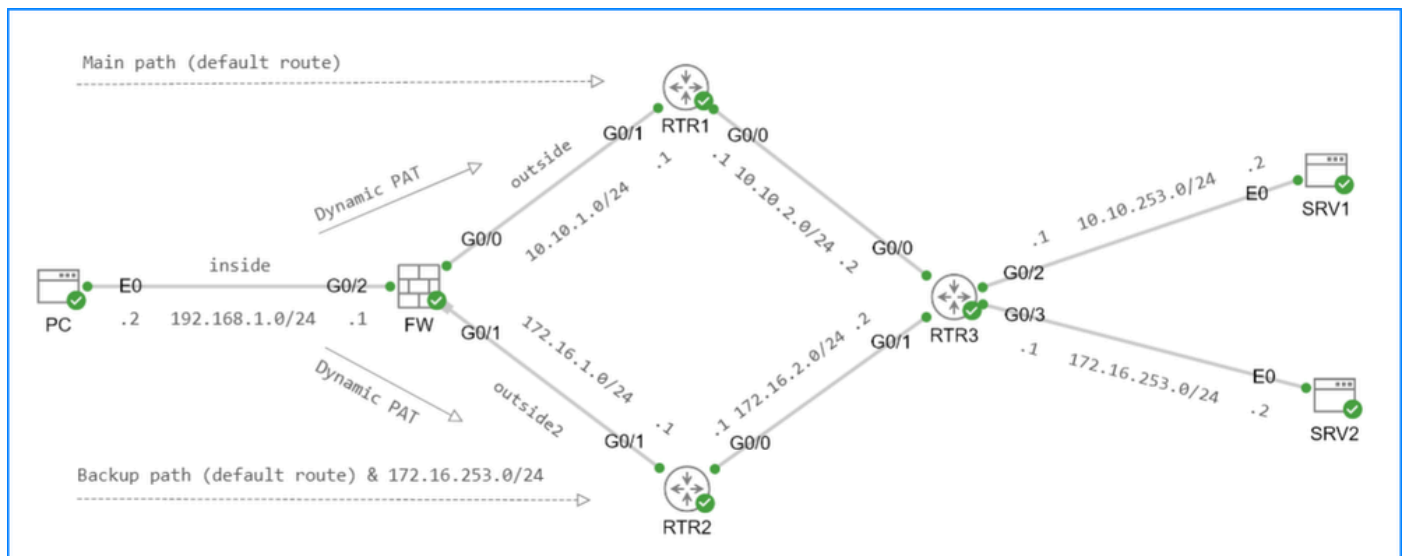 Main path (default route)
RTR1
G0/1
G0/0
outside
.1
.1 10.10.2.0/24 .2
Dynamic PAT
10.10.1.0/24
G0/0
G0/0
.2
10.10.253.0/24
E0
.1
SRV1
inside
E0
G0/2
G0/2
PC
.2 192.168.1.0/24 .1
FW
G0/1
RTR3
G0/3
172.16.1.0/24
.1 172.16.2.0/24 .2
G0/1
.1 172.16.253.0/24 .2
E0
Dynamic PAT
outside2
.1
G0/1
G0/0
SRV2
Backup path (default route) & 172.16.253.0/24
RTR2